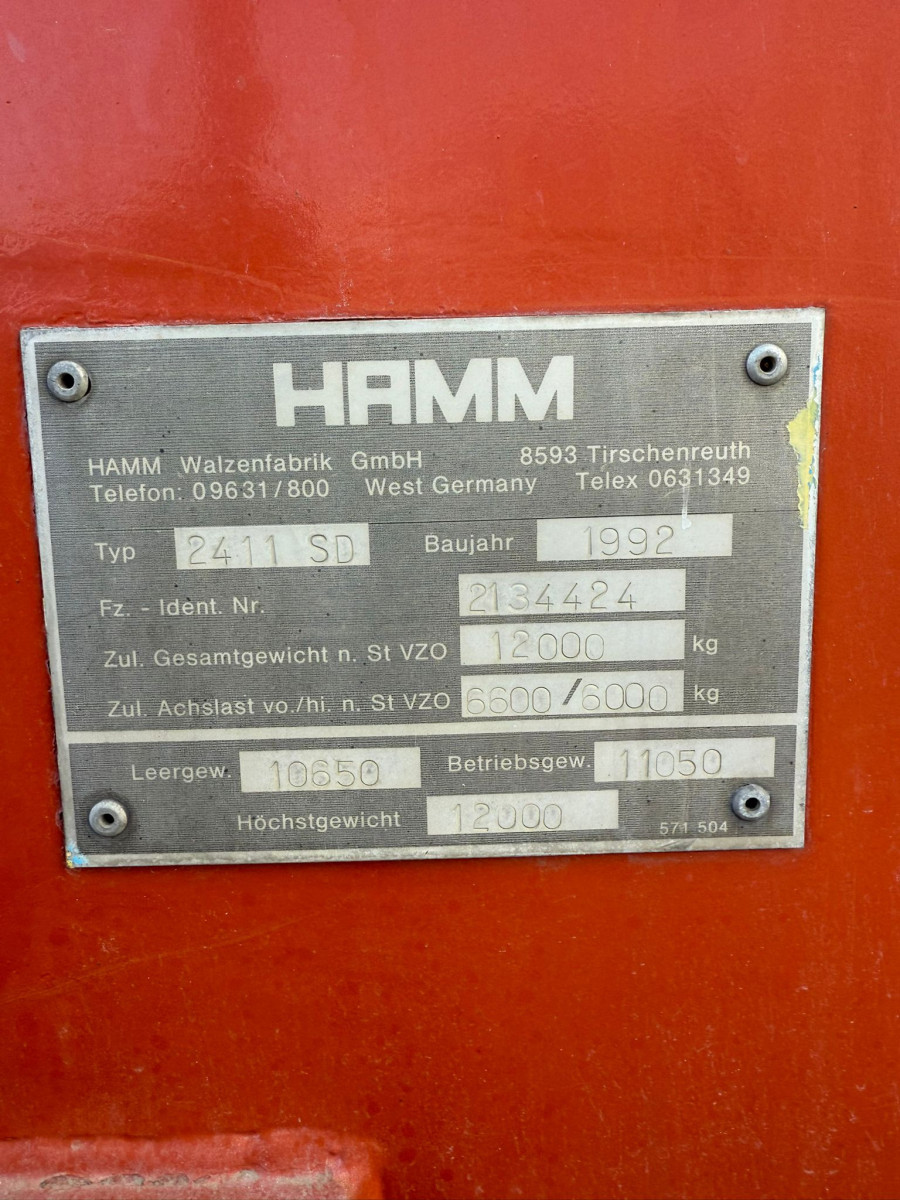 HAMM
HAMM Walzenfabrik GmbH 8593 Tirschenreuth
Telefon: 09631/800 West Germany Telex 0631349
Typ 2411 SD Baujahr 1992
Fz. - Ident. Nr. 2134424
Zul. Gesamtgewicht n. St VZO 12000 kg
Zul. Achslast vo./hi. n. St VZO 6600/6000 kg
Leergew. 10650 Betriebsgew. 11050
Höchstgewicht 12000 571 504